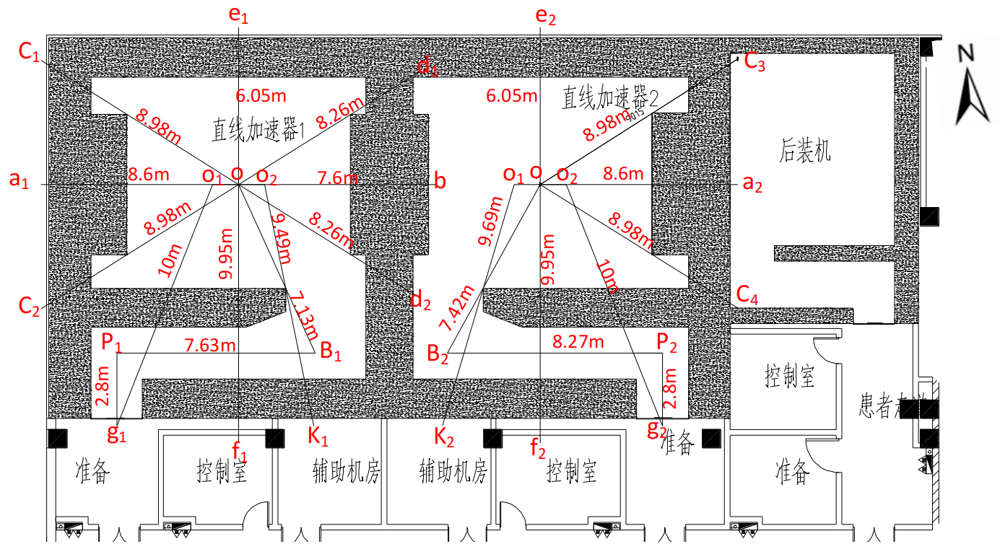 e₁
e₂
N
C₁
d₁
C₃
6.05m
6.05m
直线加速器2
8.98m
8.26m
8.98m
9015
直线加速器1
后装机
a₁
8.6m
o₁
o
o₂
7.6m
b
o₁
o
o₂
8.6m
a₂
8.98m
8.26m
8.98m
9.49m
9.69m
10m
9.95m
9.95m
10m
C₂
d₂
C₄
7.13m
7.42m
P₁
7.63m
B₁
B₂
8.27m
P₂
2.8m
2.8m
控制室
g₁
K₁
K₂
g₂
f₁
f₂
准备
准备
控制室
辅助机房
辅助机房
控制室
准备
患者走